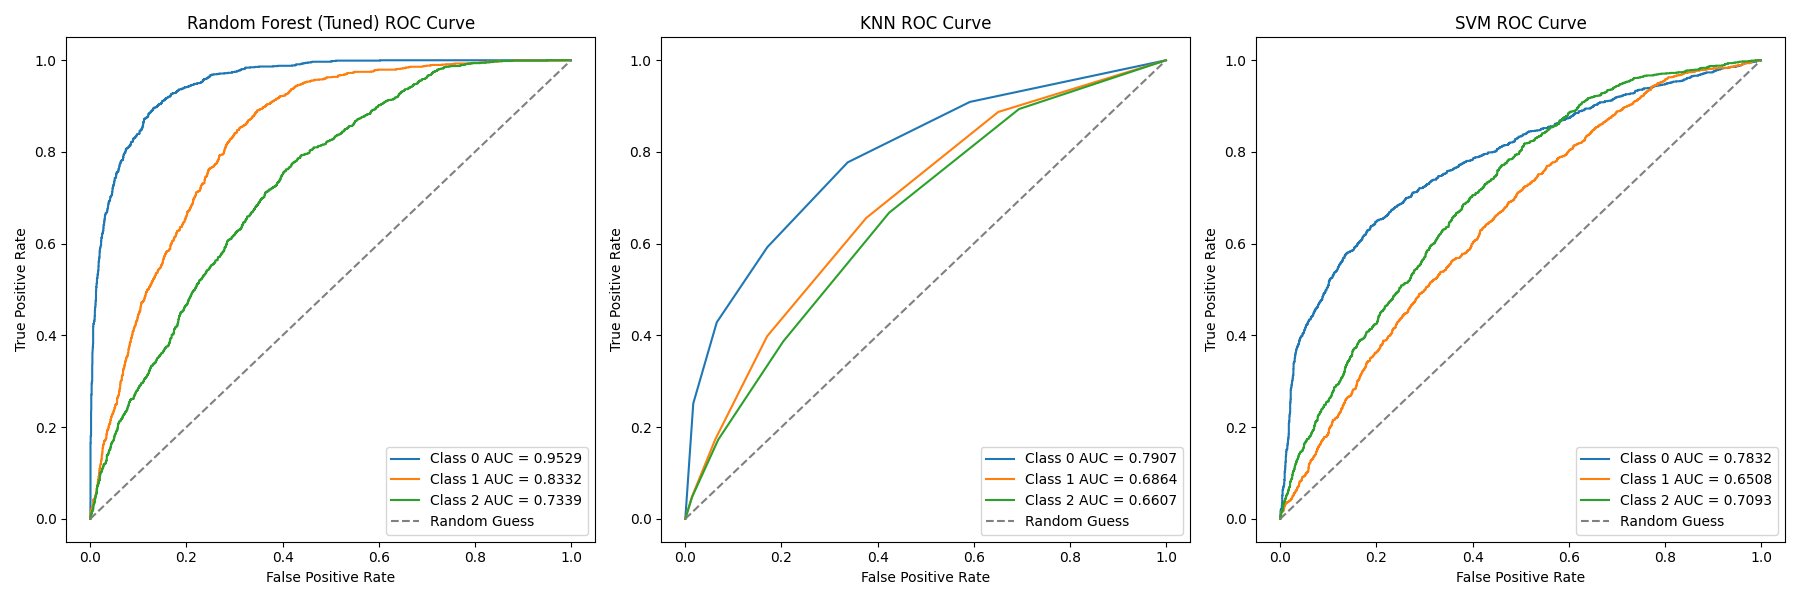 Random Forest (Tuned) ROC Curve
1.0
0.8
0.6
0.4
0.2
0.0
True Positive Rate
0.0 0.2 0.4 0.6 0.8 1.0
False Positive Rate
Class 0 AUC = 0.9529
Class 1 AUC = 0.8332
Class 2 AUC = 0.7339
Random Guess
KNN ROC Curve
1.0
0.8
0.6
0.4
0.2
0.0
True Positive Rate
0.0 0.2 0.4 0.6 0.8 1.0
False Positive Rate
Class 0 AUC = 0.7907
Class 1 AUC = 0.6864
Class 2 AUC = 0.6607
Random Guess
SVM ROC Curve
1.0
0.8
0.6
0.4
0.2
0.0
True Positive Rate
0.0 0.2 0.4 0.6 0.8 1.0
False Positive Rate
Class 0 AUC = 0.7832
Class 1 AUC = 0.6508
Class 2 AUC = 0.7093
Random Guess